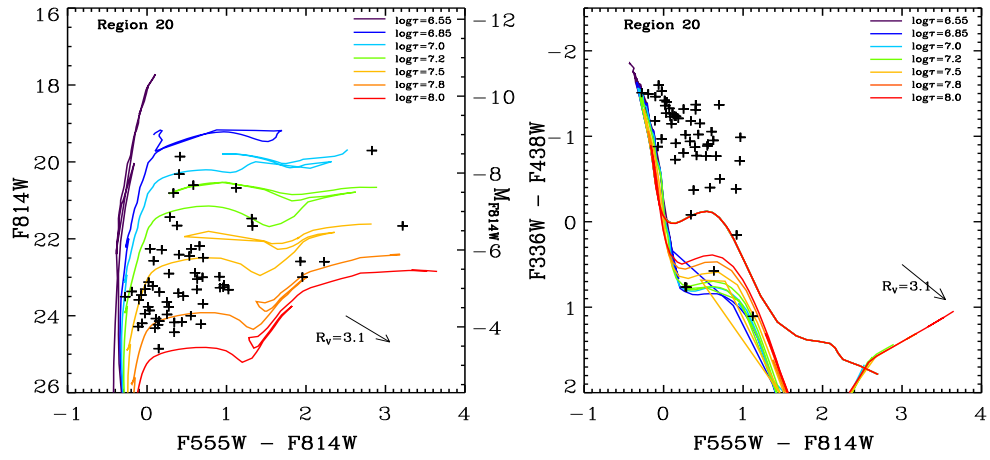 Region 20
logτ=6.55
logτ=6.85
logτ=7.0
logτ=7.2
logτ=7.5
logτ=7.8
logτ=8.0
16
18
20
22
24
26
F814W
−12
−10
−8
−6
−4
M_F814W
R_V=3.1
−1 0 1 2 3 4
F555W − F814W
Region 20
logτ=6.55
logτ=6.85
logτ=7.0
logτ=7.2
logτ=7.5
logτ=7.8
logτ=8.0
−2
−1
0
1
2
F336W − F438W
R_V=3.1
−1 0 1 2 3 4
F555W − F814W